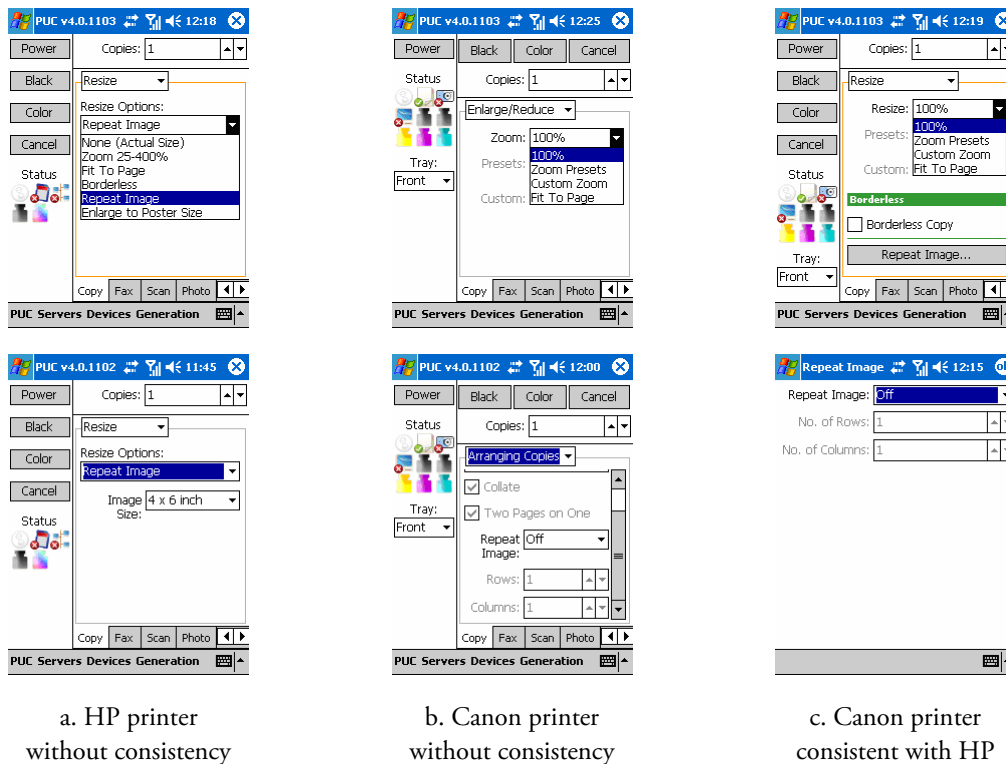 PUC v4.0.1103 12:18
Power
Copies: 1
Black
Resize
Color
Resize Options:
Repeat Image
Cancel
None (Actual Size)
Zoom 25-400%
Fit To Page
Status
Borderless
Repeat Image
Enlarge to Poster Size
Copy Fax Scan Photo
PUC Servers Devices Generation
PUC v4.0.1103 12:25
Power Black Color Cancel
Status
Copies: 1
Enlarge/Reduce
Zoom: 100%
100%
Tray:
Presets:
Zoom Presets
Front
Custom Zoom
Custom:
Fit To Page
Copy Fax Scan Photo
PUC Servers Devices Generation
PUC v4.0.1103 12:19
Power
Copies: 1
Black
Resize
Color
Resize: 100%
100%
Presets:
Zoom Presets
Cancel
Custom Zoom
Custom:
Fit To Page
Status
Borderless
Borderless Copy
Tray:
Repeat Image...
Front
Copy Fax Scan Photo
PUC Servers Devices Generation
PUC v4.0.1102 11:45
Power
Copies: 1
Black
Resize
Color
Resize Options:
Repeat Image
Cancel
Image Size: 4 x 6 inch
Status
Copy Fax Scan Photo
PUC Servers Devices Generation
PUC v4.0.1102 12:00
Power Black Color Cancel
Status
Copies: 1
Arranging Copies
Collate
Tray:
Two Pages on One
Front
Repeat Image: Off
Rows: 1
Columns: 1
Copy Fax Scan Photo
PUC Servers Devices Generation
Repeat Image 12:15
Repeat Image: Off
No. of Rows: 1
No. of Columns: 1
a. HP printer
without consistency
b. Canon printer
without consistency
c. Canon printer
consistent with HP